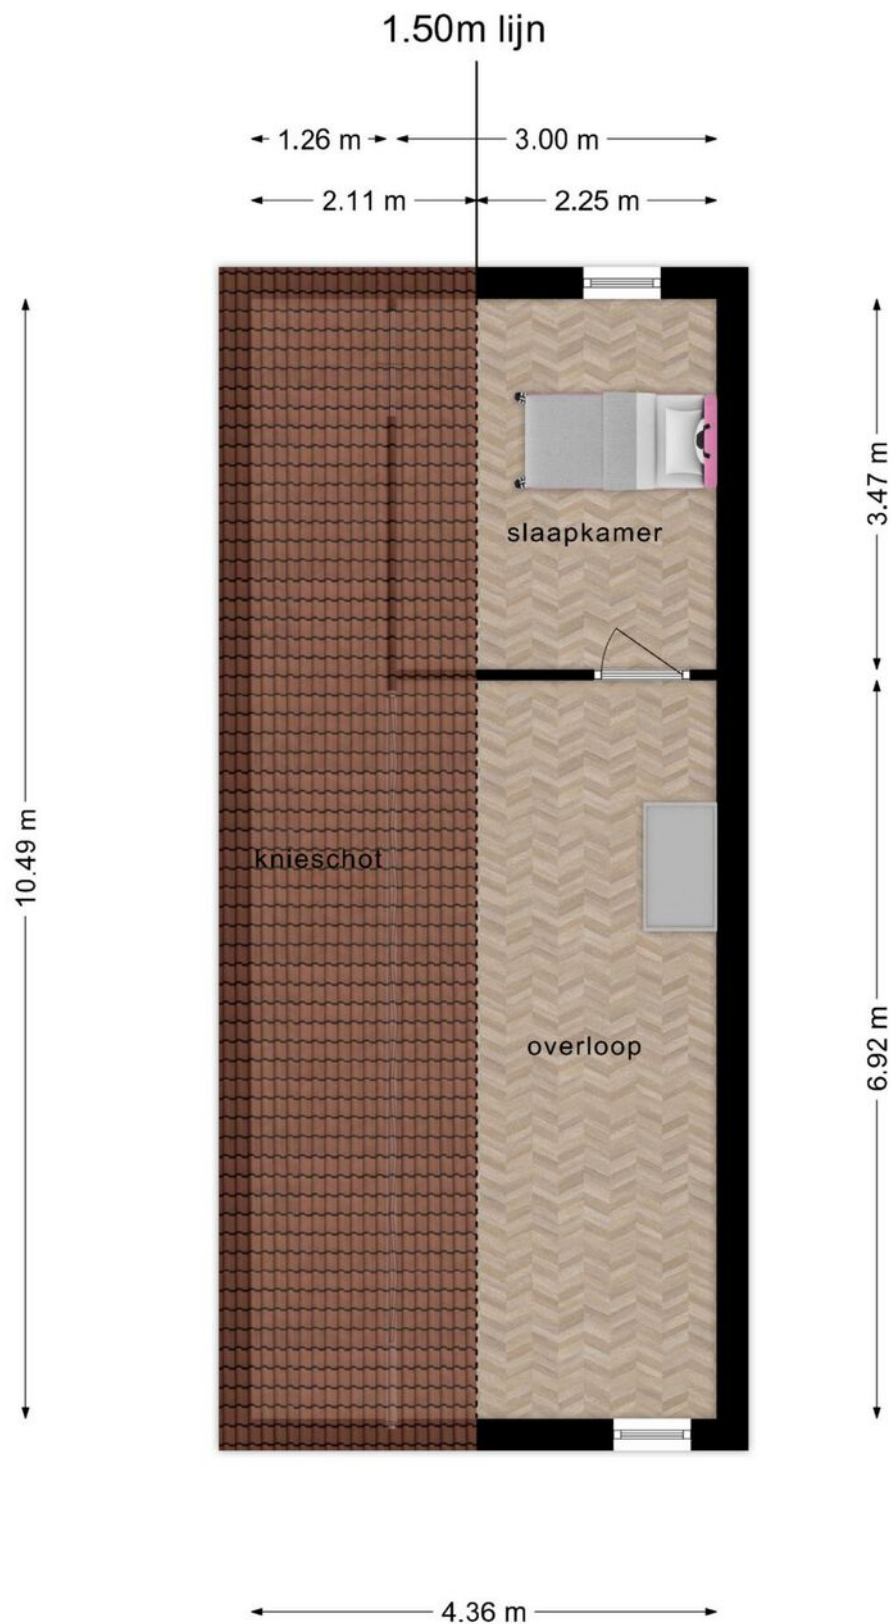 1.50m lijn
1.26 m
3.00 m
2.11 m
2.25 m
3.47 m
slaapkamer
10.49 m
knieschot
overloop
6.92 m
4.36 m